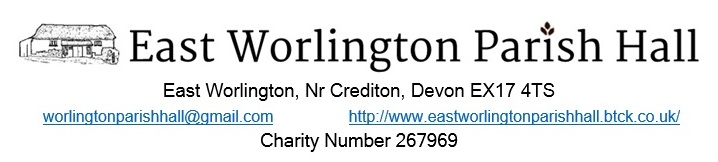 East Worlington Parish Hall
East Worlington, Nr Crediton, Devon EX17 4TS
worlingtonparishhall@gmail.com http://www.eastworlingtonparishhall.btck.co.uk/
Charity Number 267969